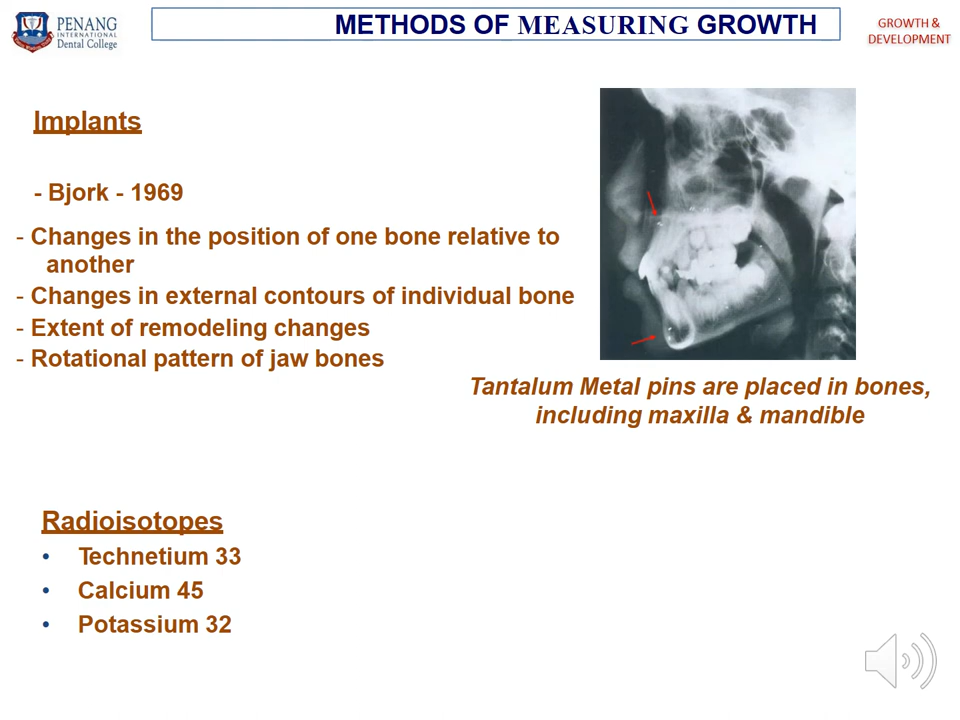 PENANG
INTERNATIONAL
Dental College
METHODS OF MEASURING GROWTH
GROWTH &
DEVELOPMENT
Implants
- Bjork - 1969
- Changes in the position of one bone relative to
another
- Changes in external contours of individual bone
- Extent of remodeling changes
- Rotational pattern of jaw bones
Tantalum Metal pins are placed in bones,
including maxilla & mandible
Radioisotopes
• Technetium 33
• Calcium 45
• Potassium 32